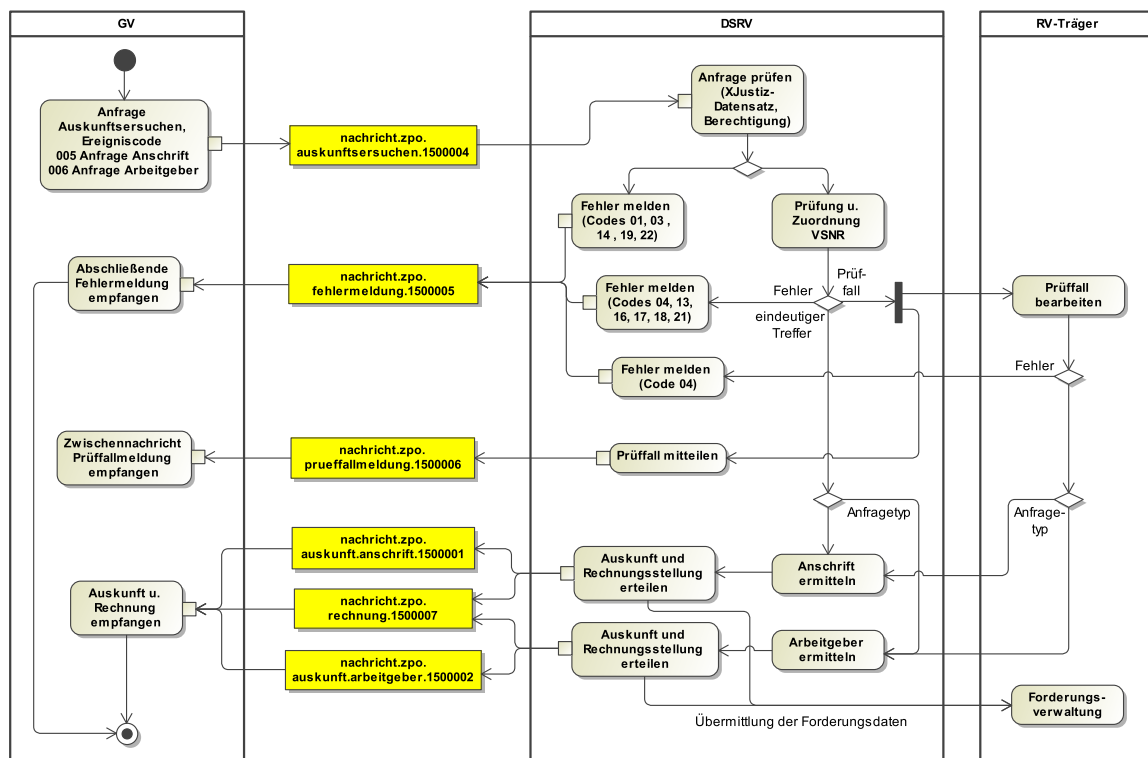 GV
DSRV
RV-Träger
Anfrage
Auskunftsersuchen,
Ereigniscode
005 Anfrage Anschrift
006 Anfrage Arbeitgeber
nachricht.zpo.
auskunftsersuchen.1500004
Anfrage prüfen
(XJustiz-
Datensatz,
Berechtigung)
Fehler melden
(Codes 01, 03 ,
14 , 19, 22)
Prüfung u.
Zuordnung
VSNR
Abschließende
Fehlermeldung
empfangen
nachricht.zpo.
fehlermeldung.1500005
Fehler melden
(Codes 04, 13,
16, 17, 18, 21)
Fehler
eindeutiger
Treffer
Prüf-
fall
Prüffall
bearbeiten
Fehler melden
(Code 04)
Fehler
Zwischennachricht
Prüffallmeldung
empfangen
nachricht.zpo.
prueffallmeldung.1500006
Prüffall mitteilen
Anfragetyp
Anfrage-
typ
nachricht.zpo.
auskunft.anschrift.1500001
Auskunft und
Rechnungsstellung
erteilen
Anschrift
ermitteln
Auskunft u.
Rechnung
empfangen
nachricht.zpo.
rechnung.1500007
Auskunft und
Rechnungsstellung
erteilen
Arbeitgeber
ermitteln
nachricht.zpo.
auskunft.arbeitgeber.1500002
Forderungs-
verwaltung
Übermittlung der Forderungsdaten